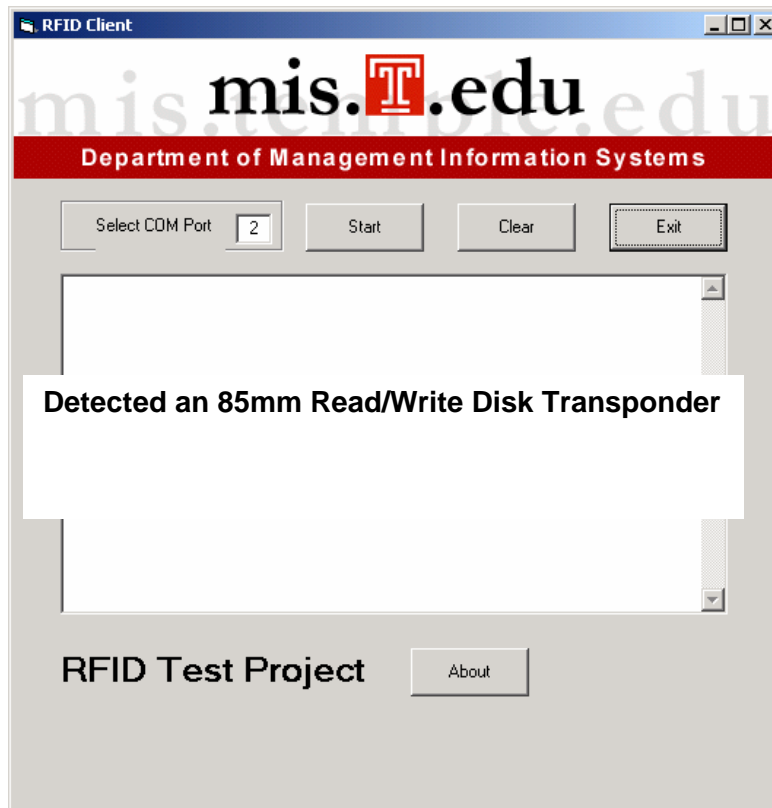 RFID Client
mis.temple.edu
mis.T.edu
Department of Management Information Systems
Select COM Port 2 Start Clear Exit
Detected an 85mm Read/Write Disk Transponder
RFID Test Project About